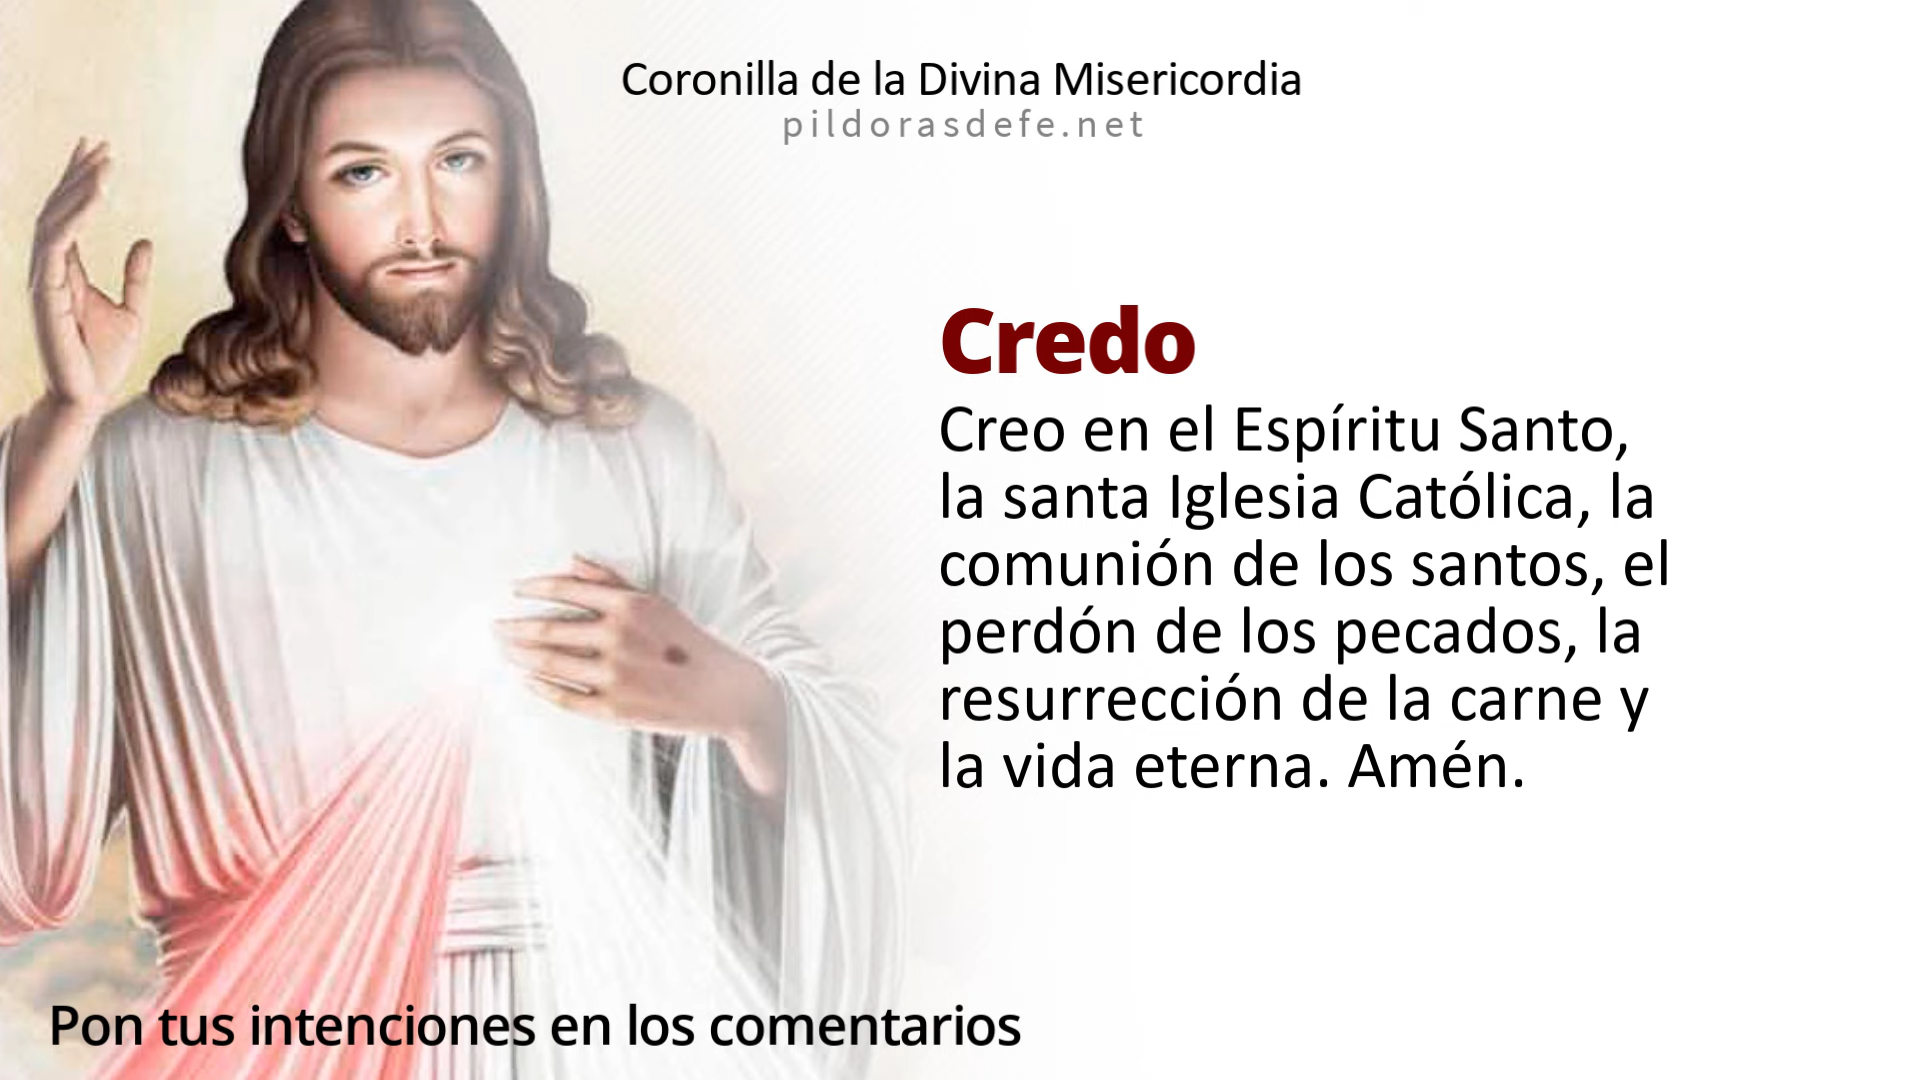 Coronilla de la Divina Misericordia
pildorasdefe.net
Credo
Creo en el Espíritu Santo,
la santa Iglesia Católica, la
comunión de los santos, el
perdón de los pecados, la
resurrección de la carne y
la vida eterna. Amén.
Pon tus intenciones en los comentarios